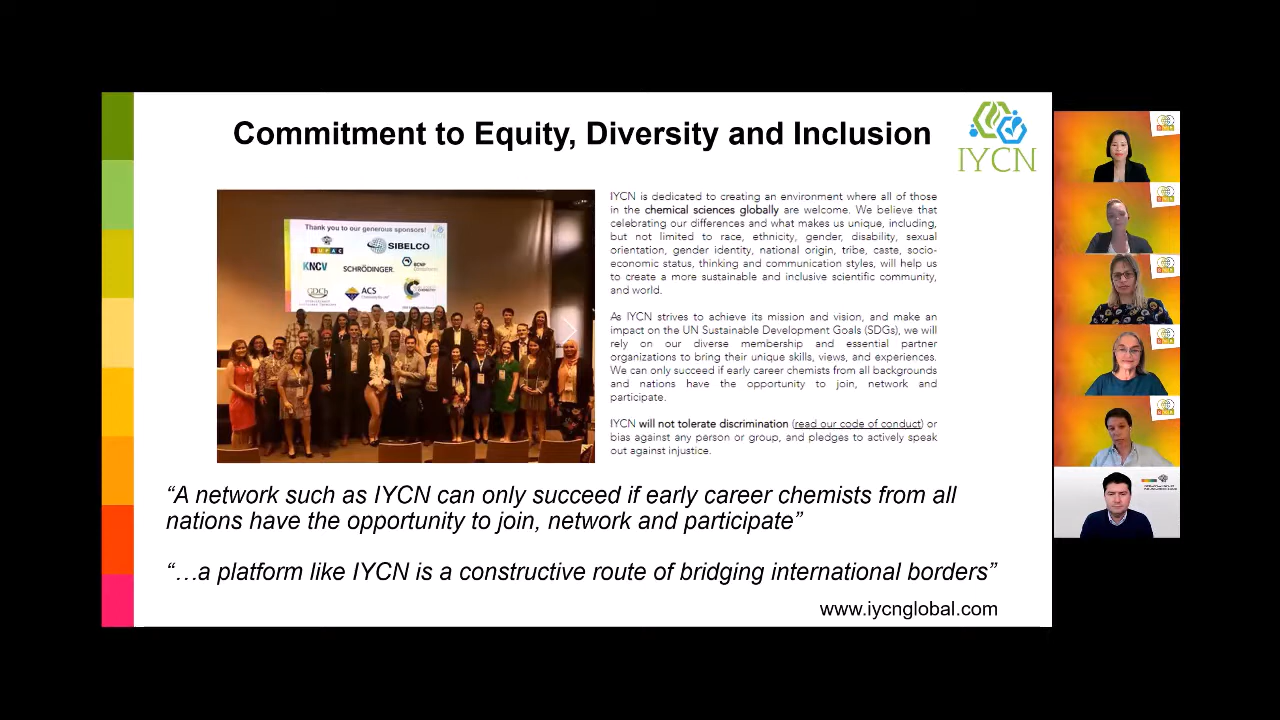 Commitment to Equity, Diversity and Inclusion
IYCN
Thank you to our generous sponsors!
IUPAC
SIBELCO
KNCV
SCHRÖDINGER.
BCNP
GDCh
ACS
IYCN is dedicated to creating an environment where all of those
in the chemical sciences globally are welcome. We believe that
celebrating our differences and what makes us unique, including,
but not limited to race, ethnicity, gender, disability, sexual
orientation, gender identity, national origin, tribe, caste, socio-
economic status, thinking and communication styles, will help us
to create a more sustainable and inclusive scientific community,
and world.
As IYCN strives to achieve its mission and vision, and make an
impact on the UN Sustainable Development Goals (SDGs), we will
rely on our diverse membership and essential partner
organizations to bring their unique skills, views, and experiences.
We can only succeed if early career chemists from all backgrounds
and nations have the opportunity to join, network and
participate.
IYCN will not tolerate discrimination (read our code of conduct) or
bias against any person or group, and pledges to actively speak
out against injustice.
“A network such as IYCN can only succeed if early career chemists from all
nations have the opportunity to join, network and participate”
“…a platform like IYCN is a constructive route of bridging international borders”
www.iycnglobal.com